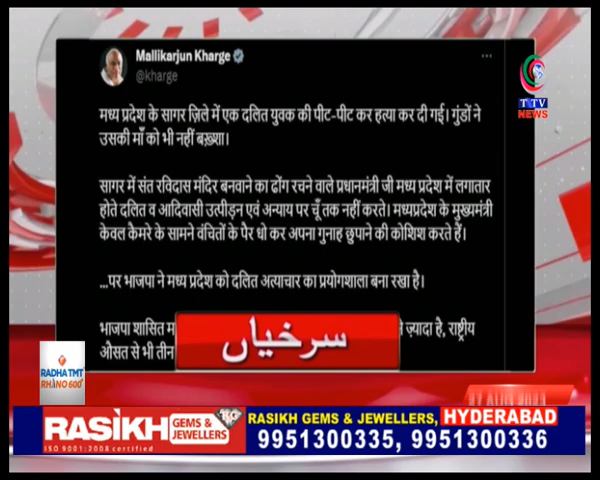 Mallikarjun Kharge
@kharge
मध्य प्रदेश के सागर ज़िले में एक दलित युवक की पीट-पीट कर हत्या कर दी गई। गुंडों ने
उसकी माँ को भी नहीं बख़्शा।
सागर में संत रविदास मंदिर बनवाने का ढोंग रचने वाले प्रधानमंत्री जी मध्य प्रदेश में लगातार
होते दलित व आदिवासी उत्पीड़न एवं अन्याय पर चूँ तक नहीं करते। मध्यप्रदेश के मुख्यमंत्री
केवल कैमरे के सामने वंचितों के पैर धो कर अपना गुनाह छुपाने की कोशिश करते हैं।
...पर भाजपा ने मध्य प्रदेश को दलित अत्याचार का प्रयोगशाला बना रखा है।
भाजपा शासित ज़्यादा है, राष्ट्रीय
औसत से भी तीन
سرخیاں
TTV
NEWS
RADHA TMT
RHINO 600
RASIKH GEMS & JEWELLERS
ISO 9001:2008 certified
RG
RASIKH GEMS & JEWELLERS, HYDERABAD
9951300335, 9951300336